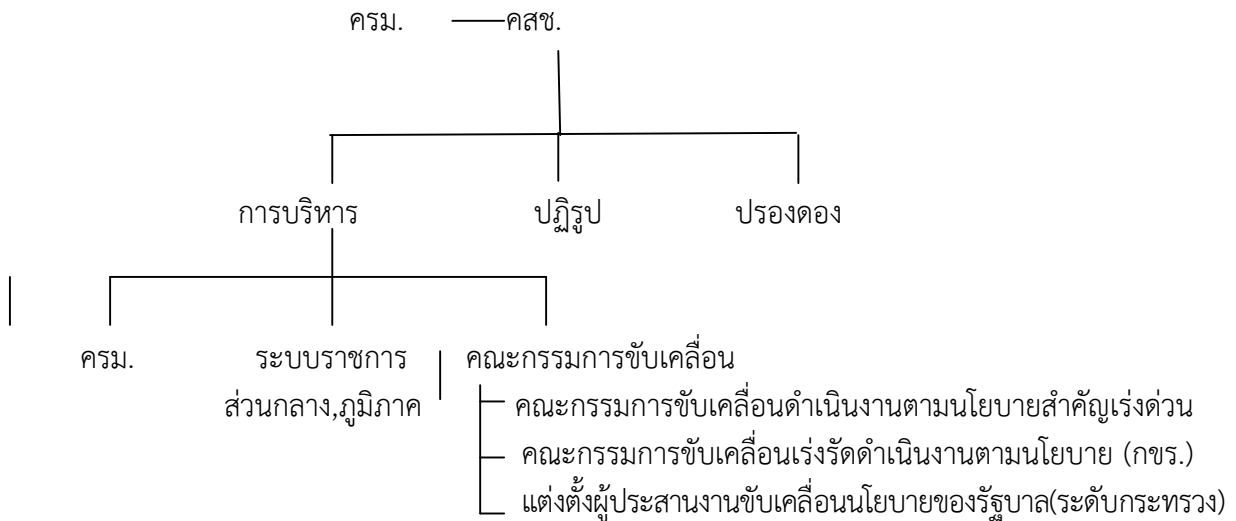 ครม. คสช.
การบริหาร ปฏิรูป ปรองดอง
ครม. ระบบราชการ คณะกรรมการขับเคลื่อน
ส่วนกลาง,ภูมิภาค
คณะกรรมการขับเคลื่อนดำเนินงานตามนโยบายสำคัญเร่งด่วน
คณะกรรมการขับเคลื่อนเร่งรัดดำเนินงานตามนโยบาย (กขร.)
แต่งตั้งผู้ประสานงานขับเคลื่อนนโยบายของรัฐบาล(ระดับกระทรวง)